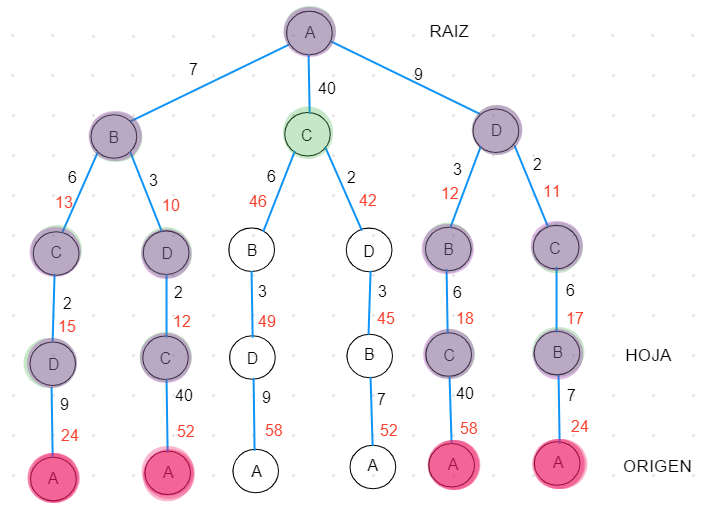 A RAIZ
7 40 9
B C D
6 3 6 2 3 2
13 10 46 42 12 11
C D B D B C
2 2 3 3 6 6
15 12 49 45 18 17
D C D B C B HOJA
9 40 9 7 40 7
24 52 58 52 58 24
A A A A A A ORIGEN